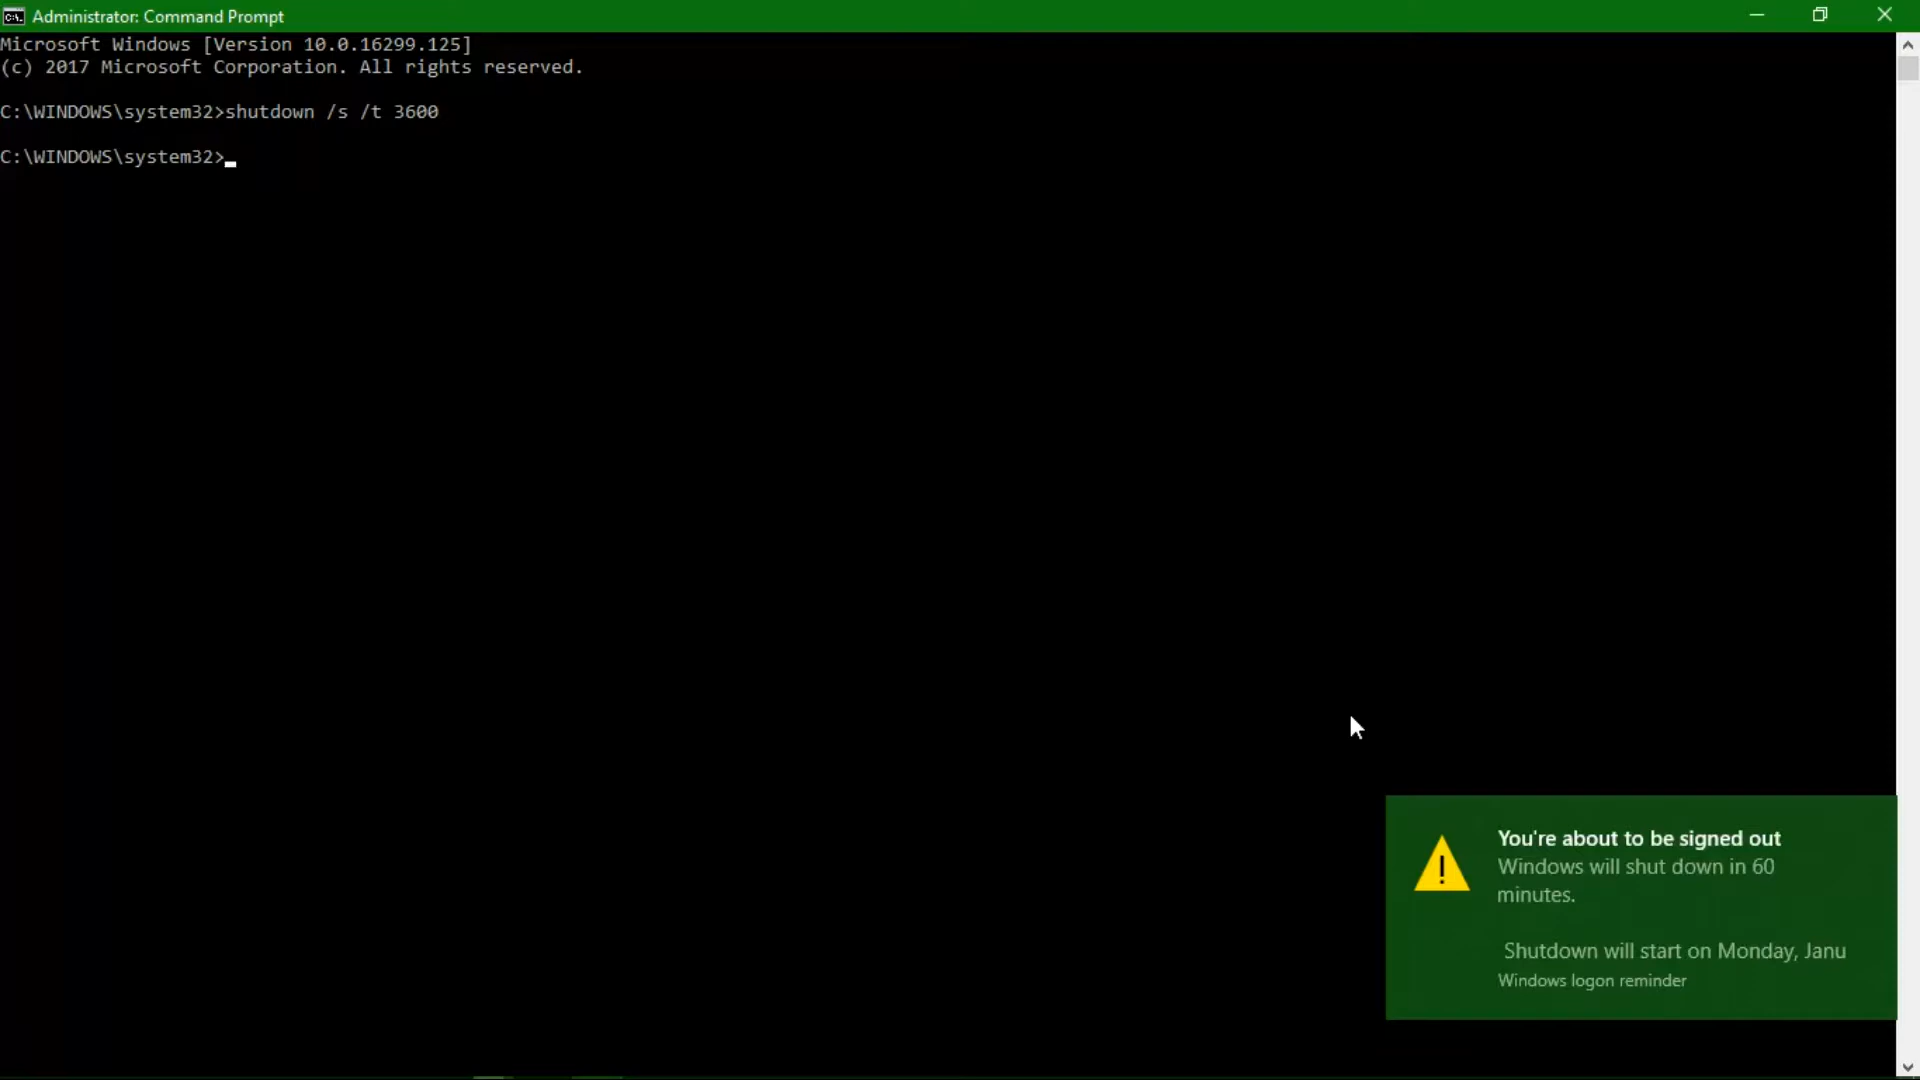 Administrator: Command Prompt
Microsoft Windows [Version 10.0.16299.125]
(c) 2017 Microsoft Corporation. All rights reserved.
C:\WINDOWS\system32>shutdown /s /t 3600
C:\WINDOWS\system32>
You're about to be signed out
Windows will shut down in 60
minutes.
Shutdown will start on Monday, Janu
Windows logon reminder